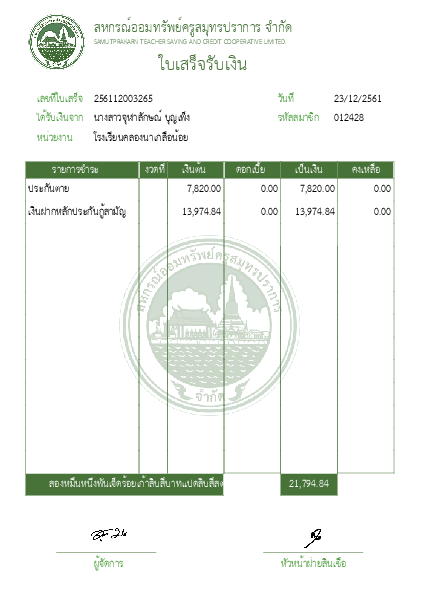 สหกรณ์ออมทรัพย์ครูสมุทรปราการ จำกัด
SAMUTPRAKARN TEACHER SAVING AND CREDIT COOPERATIVE LIMITED.
ใบเสร็จรับเงิน
เลขที่ใบเสร็จ 256112003265 วันที่ 23/12/2561
ได้รับเงินจาก นางสาวจุฬาลักษณ์ บุญเพ็ง รหัสสมาชิก 012428
หน่วยงาน โรงเรียนคลองนาเกลือน้อย
รายการชำระ งวดที่ เงินต้น ดอกเบี้ย เป็นเงิน คงเหลือ
ประกันตาย 7,820.00 0.00 7,820.00 0.00
เงินฝากหลักประกันกู้สามัญ 13,974.84 0.00 13,974.84 0.00
สหกรณ์ออมทรัพย์ครูสมุทรปราการ
จำกัด
สองหมื่นหนึ่งพันเจ็ดร้อยเก้าสิบสี่บาทแปดสิบสี่สต 21,794.84
ผู้จัดการ หัวหน้าฝ่ายสินเชื่อ